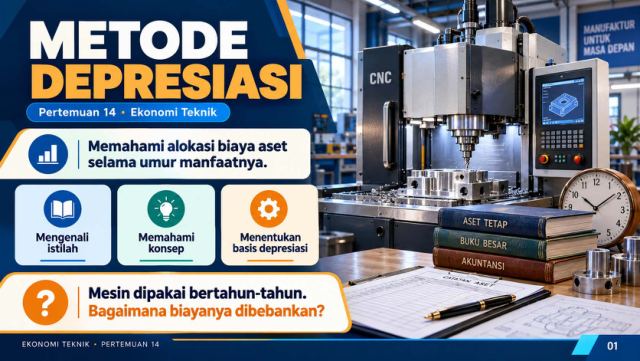 METODE
DEPRESIASI
Pertemuan 14 • Ekonomi Teknik
Memahami alokasi biaya aset
selama umur manfaatnya.
Mengenali
istilah
Memahami
konsep
Menentukan
basis depresiasi
?
Mesin dipakai bertahun-tahun.
Bagaimana biayanya dibebankan?
EKONOMI TEKNIK • PERTEMUAN 14
01
MANUFAKTUR
UNTUK
MASA DEPAN
CNC
ASET TETAP
BUKU BESAR
AKUNTANSI
CATATAN ASET